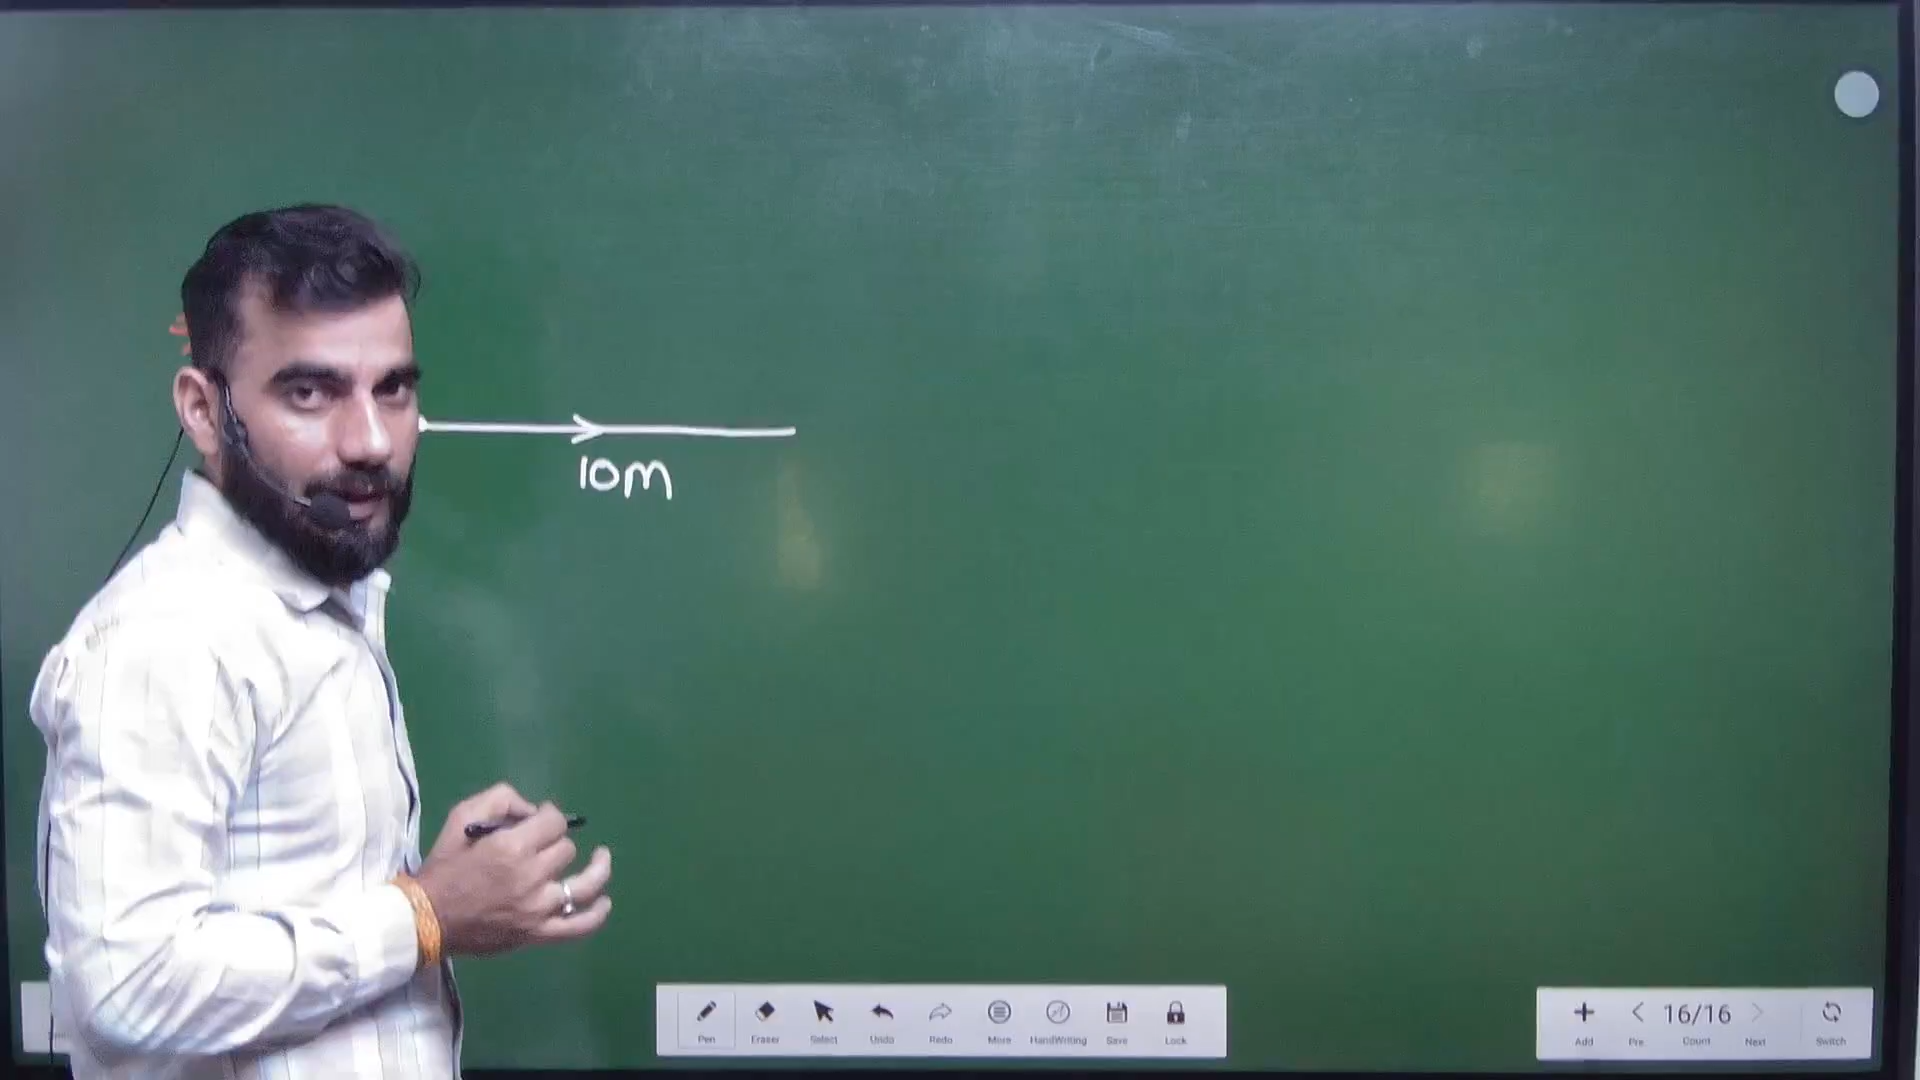 10m
Pen Eraser Select Undo Redo More HandWriting Save Lock
Add Pre 16/16 Count Next Switch